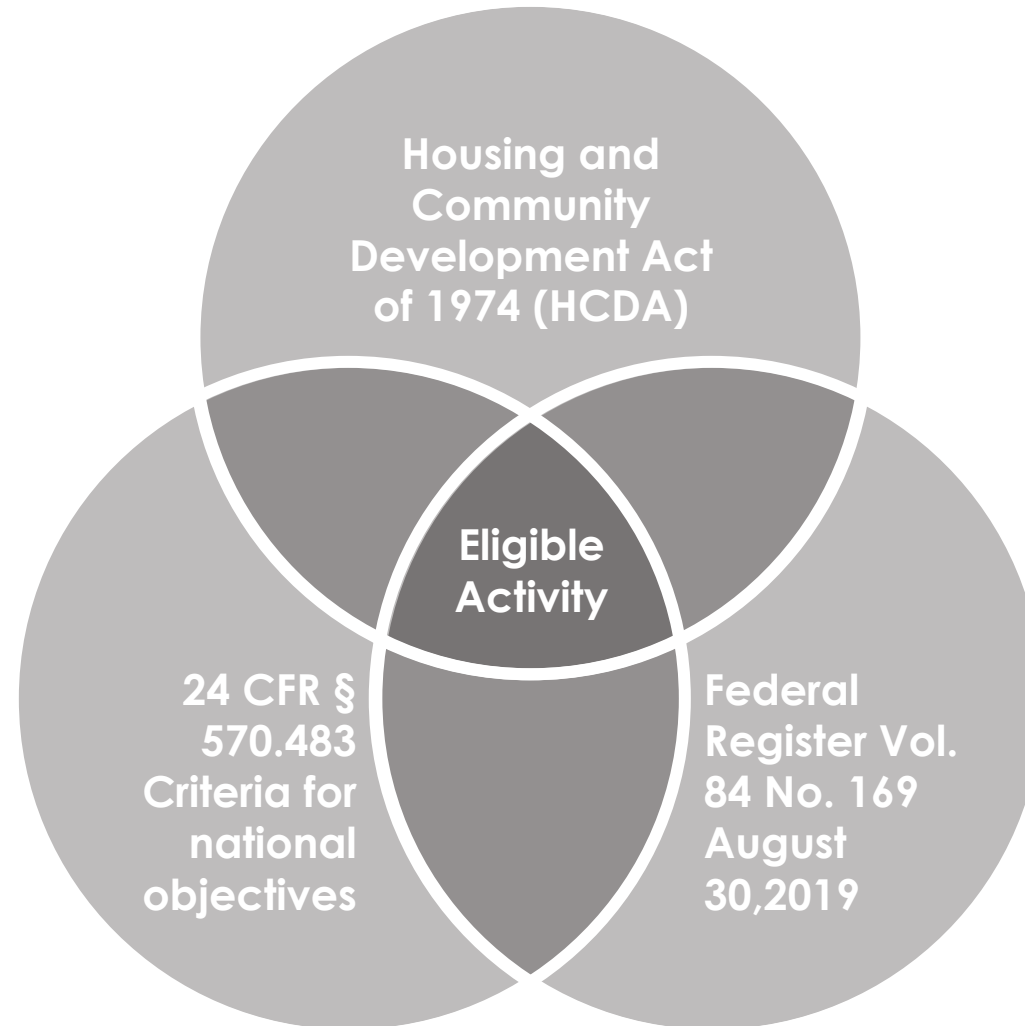 Housing and
Community
Development Act
of 1974 (HCDA)
Eligible
Activity
24 CFR §
570.483
Criteria for
national
objectives
Federal
Register Vol.
84 No. 169
August
30,2019